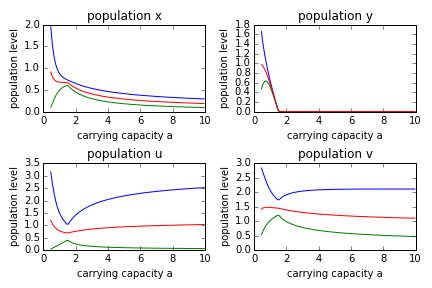 population x
population level
2.0
1.5
1.0
0.5
0.0
0 2 4 6 8 10
carrying capacity a
population y
population level
1.8
1.6
1.4
1.2
1.0
0.8
0.6
0.4
0.2
0.0
0 2 4 6 8 10
carrying capacity a
population u
population level
3.5
3.0
2.5
2.0
1.5
1.0
0.5
0.0
0 2 4 6 8 10
carrying capacity a
population v
population level
3.0
2.5
2.0
1.5
1.0
0.5
0.0
0 2 4 6 8 10
carrying capacity a